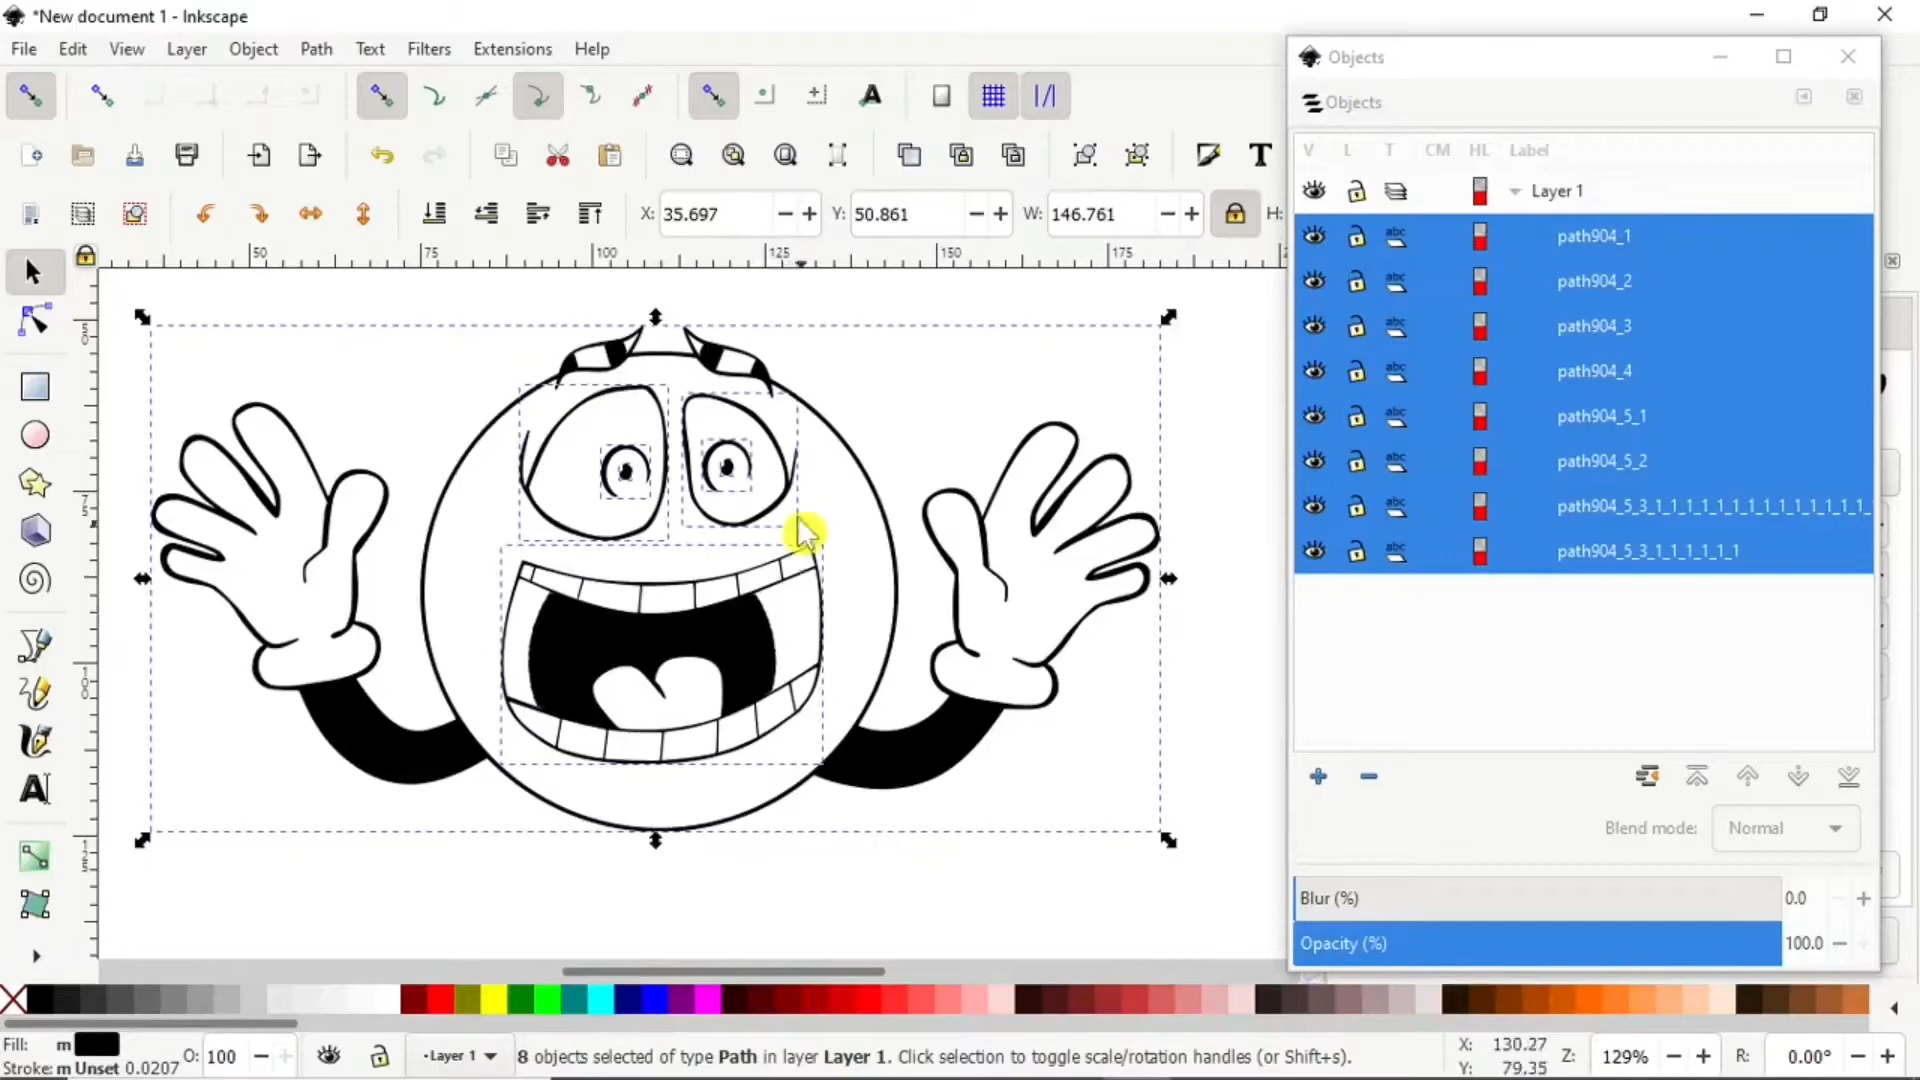 *New document 1 - Inkscape
File Edit View Layer Object Path Text Filters Extensions Help
X: 35.697 Y: 50.861 W: 146.761 H:
50 75 100 125 150 175
Objects
Objects
V L T CM HL Label
Layer 1
path904_1
path904_2
path904_3
path904_4
path904_5_1
path904_5_2
path904_5_3_1_1_1_1_1_1_1_1_1_1_1_1_1_
path904_5_3_1_1_1_1_1_1
Blend mode: Normal
Blur (%) 0.0
Opacity (%) 100.0
Fill: m O: 100 Layer 1 8 objects selected of type Path in layer Layer 1. Click selection to toggle scale/rotation handles (or Shift+s). X: 130.27 Z: 129% R: 0.00°
Stroke: m Unset 0.0207 Y: 79.35